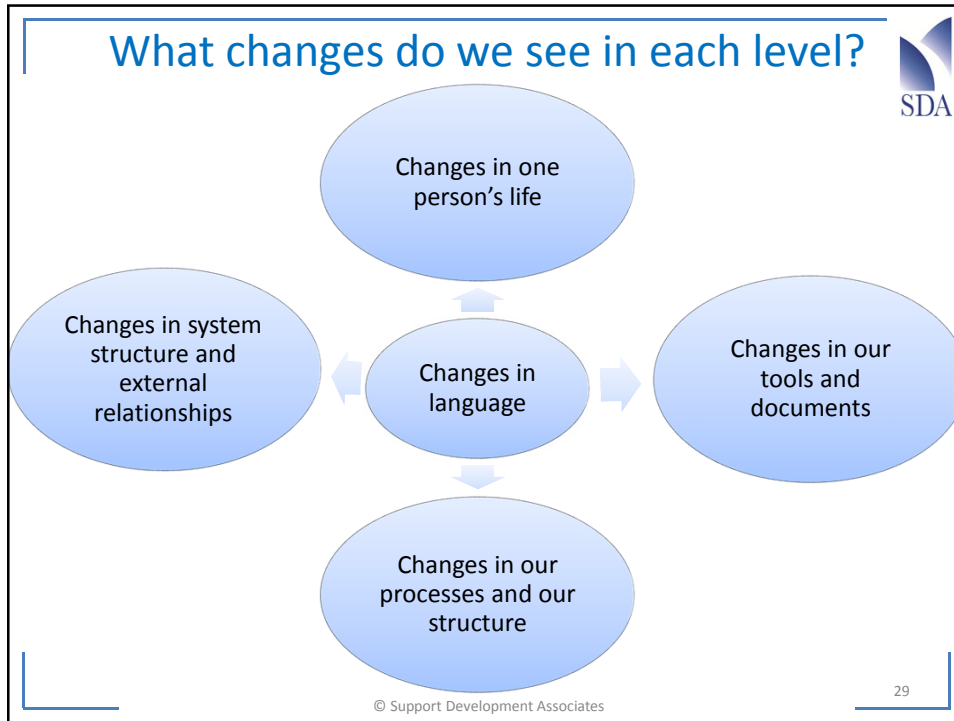 What changes do we see in each level?
SDA
Changes in one
person's life
Changes in system
structure and
external
relationships
Changes in
language
Changes in our
tools and
documents
Changes in our
processes and our
structure
© Support Development Associates
29